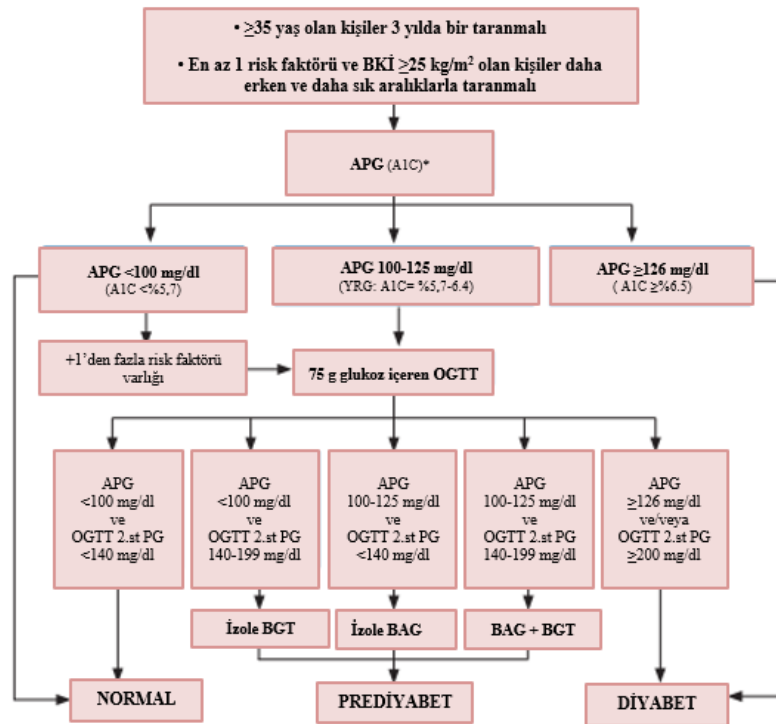 • ≥35 yaş olan kişiler 3 yılda bir taranmalı
• En az 1 risk faktörü ve BKİ ≥25 kg/m² olan kişiler daha
erken ve daha sık aralıklarla taranmalı
APG (A1C)*
APG <100 mg/dl
(A1C <%5,7)
APG 100-125 mg/dl
(YRG: A1C= %5,7-6.4)
APG ≥126 mg/dl
( A1C ≥%6.5)
+1’den fazla risk faktörü
varlığı
75 g glukoz içeren OGTT
APG
<100 mg/dl
ve
OGTT 2.st PG
<140 mg/dl
APG
<100 mg/dl
ve
OGTT 2.st PG
140-199 mg/dl
APG
100-125 mg/dl
ve
OGTT 2.st PG
<140 mg/dl
APG
100-125 mg/dl
ve
OGTT 2.st PG
140-199 mg/dl
APG
≥126 mg/dl
ve/veya
OGTT 2.st PG
≥200 mg/dl
İzole BGT
İzole BAG
BAG + BGT
NORMAL
PREDİYABET
DİYABET